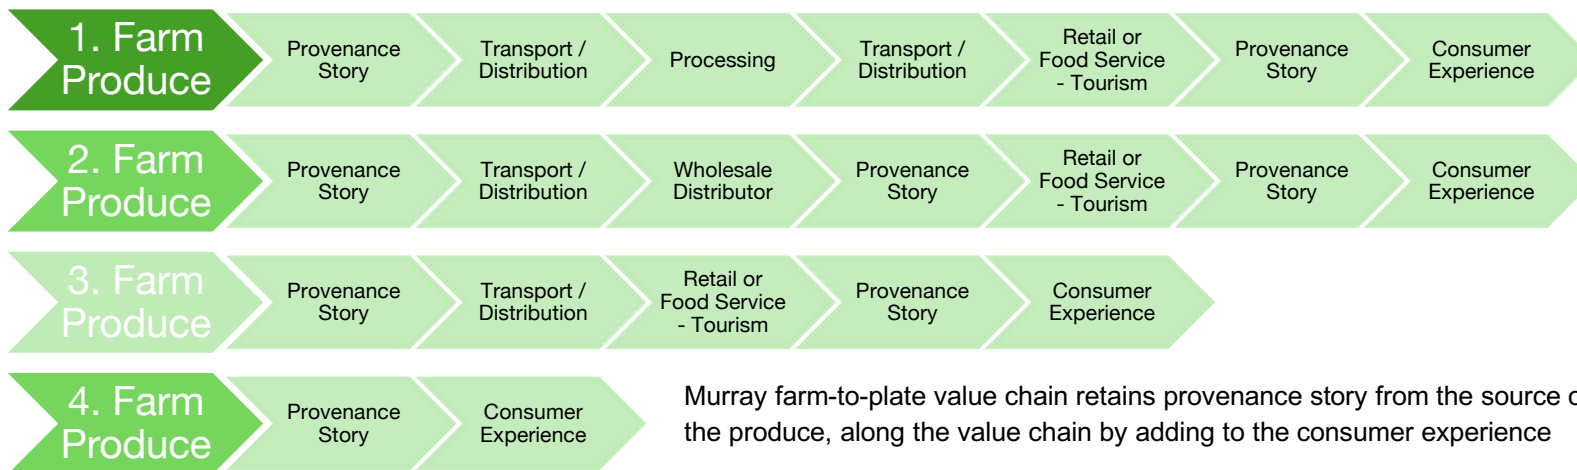 1. Farm
Produce
Provenance
Story
Transport /
Distribution
Processing
Transport /
Distribution
Retail or
Food Service
- Tourism
Provenance
Story
Consumer
Experience
2. Farm
Produce
Provenance
Story
Transport /
Distribution
Wholesale
Distributor
Provenance
Story
Retail or
Food Service
- Tourism
Provenance
Story
Consumer
Experience
3. Farm
Produce
Provenance
Story
Transport /
Distribution
Retail or
Food Service
- Tourism
Provenance
Story
Consumer
Experience
4. Farm
Produce
Provenance
Story
Consumer
Experience
Murray farm-to-plate value chain retains provenance story from the source
the produce, along the value chain by adding to the consumer experience